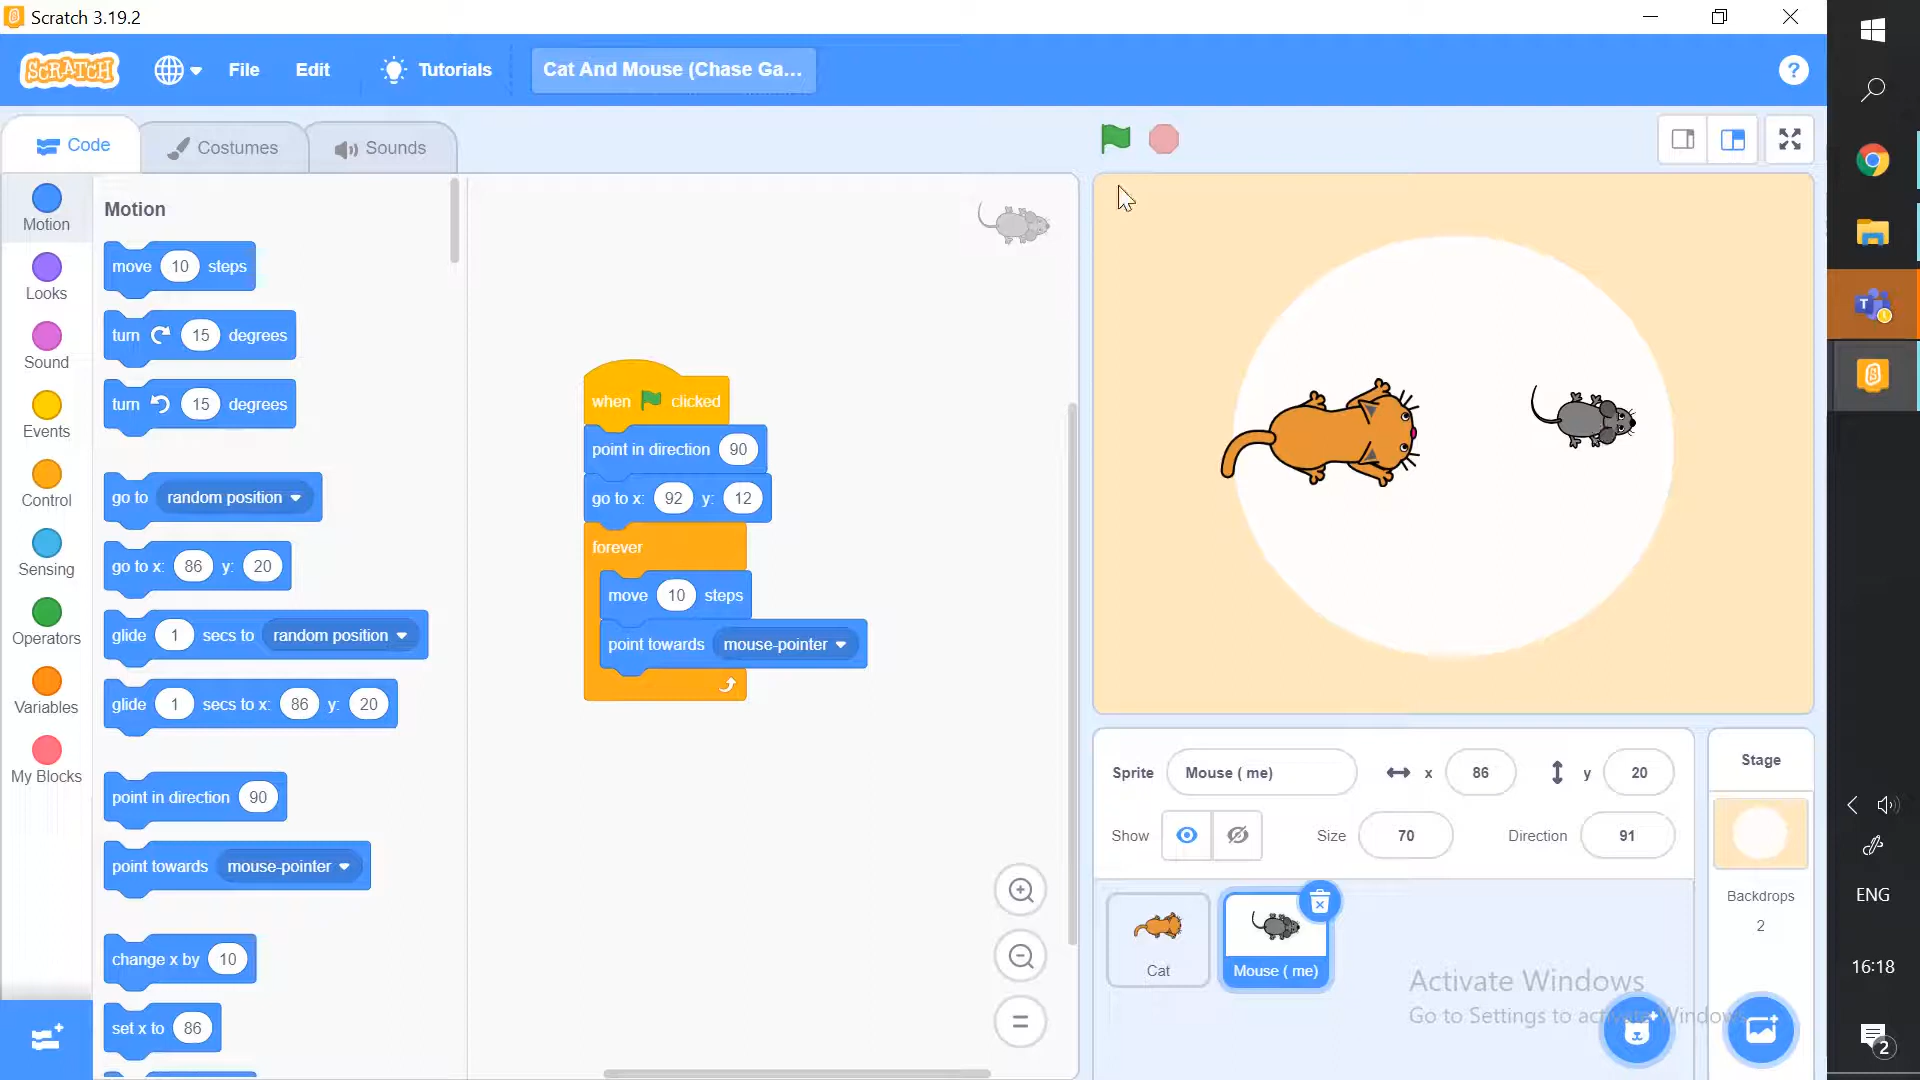 Scratch 3.19.2
SCRATCH
File
Edit
Tutorials
Cat And Mouse (Chase Ga...
?
Code
Costumes
Sounds
Motion
Looks
Sound
Events
Control
Sensing
Operators
Variables
My Blocks
Motion
move 10 steps
turn 15 degrees
turn 15 degrees
go to random position
go to x: 86 y: 20
glide 1 secs to random position
glide 1 secs to x: 86 y: 20
point in direction 90
point towards mouse-pointer
change x by 10
set x to 86
when clicked
point in direction 90
go to x: 92 y: 12
forever
move 10 steps
point towards mouse-pointer
Sprite Mouse ( me) x 86 y 20
Show Size 70 Direction 91
Cat
Mouse ( me)
Stage
Backdrops
2
Activate Windows
Go to Settings to activate Windows.
T
ENG
16:18
2